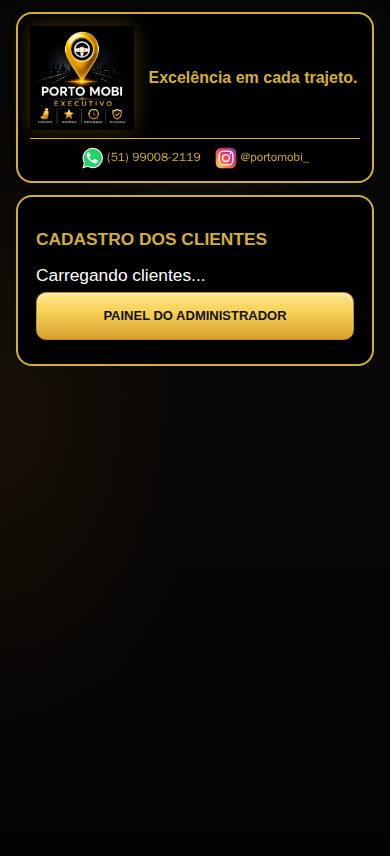 PORTO MOBI
EXECUTIVO
Excelência em cada trajeto.
(51) 99008-2119 @portomobi_
CADASTRO DOS CLIENTES
Carregando clientes...
PAINEL DO ADMINISTRADOR